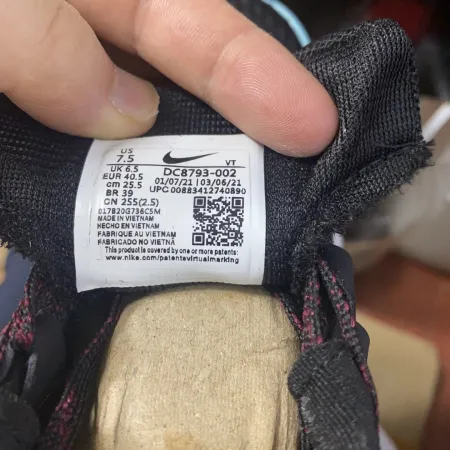 US
7.5
VT
UK 6.5
DC8793-002
EUR 40.5
01/07/21 | 03/06/21
cm 25.5
UPC 00883412740890
BR 39
CN 255(2.5)
017820G736C5M
MADE IN VIETNAM
HECHO EN VIETNAM
FABRIQUE AU VIETNAM
FABRICADO NO VIETNÃ
This product is covered by one or more patents:
www.nike.com/patentsvirtualmarking